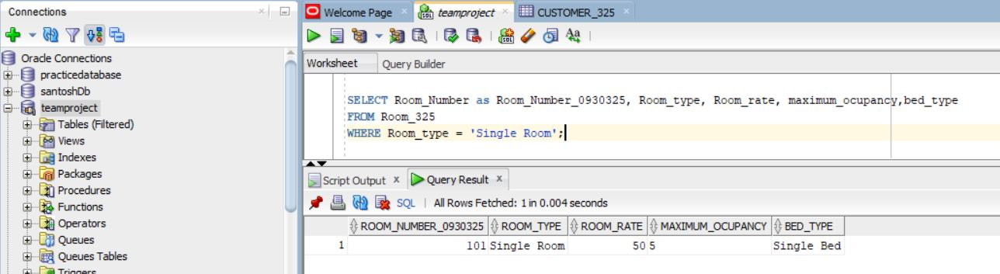 Connections
Welcome Page
teamproject
CUSTOMER_325
Oracle Connections
practicedatabase
santoshDb
teamproject
Tables (Filtered)
Views
Indexes
Packages
Procedures
Functions
Operators
Queues
Queues Tables
Triggers
Worksheet
Query Builder
SELECT Room_Number as Room_Number_0930325, Room_type, Room_rate, maximum_ocupancy,bed_type
FROM Room_325
WHERE Room_type = 'Single Room';
Script Output
Query Result
SQL | All Rows Fetched: 1 in 0.004 seconds
ROOM_NUMBER_0930325 ROOM_TYPE ROOM_RATE MAXIMUM_OCUPANCY BED_TYPE
1 101 Single Room 50 5 Single Bed